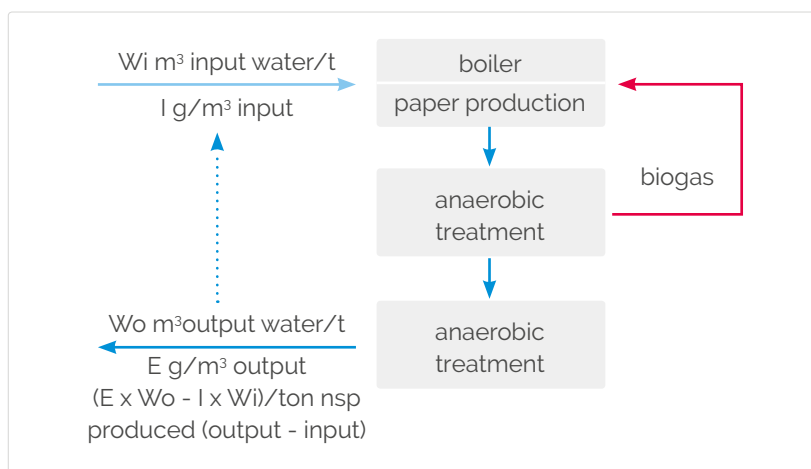 Wi m³ input water/t
I g/m³ input
boiler
paper production
biogas
anaerobic
treatment
Wo m³output water/t
E g/m³ output
(E x Wo - I x Wi)/ton nsp
produced (output - input)
anaerobic
treatment